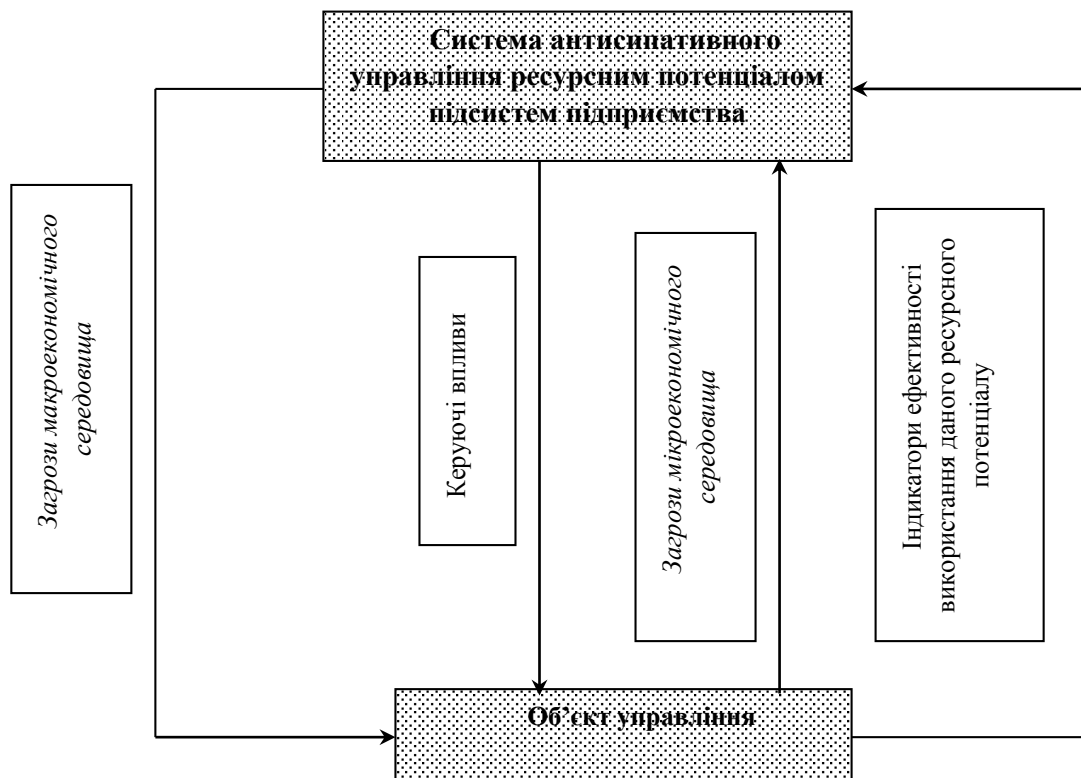 Система антисипативного
управління ресурсним потенціалом
підсистем підприємства
Загрози макроекономічного
середовища
Керуючі впливи
Загрози мікроекономічного
середовища
Індикатори ефективності
використання даного ресурсного
потенціалу
Об’єкт управління